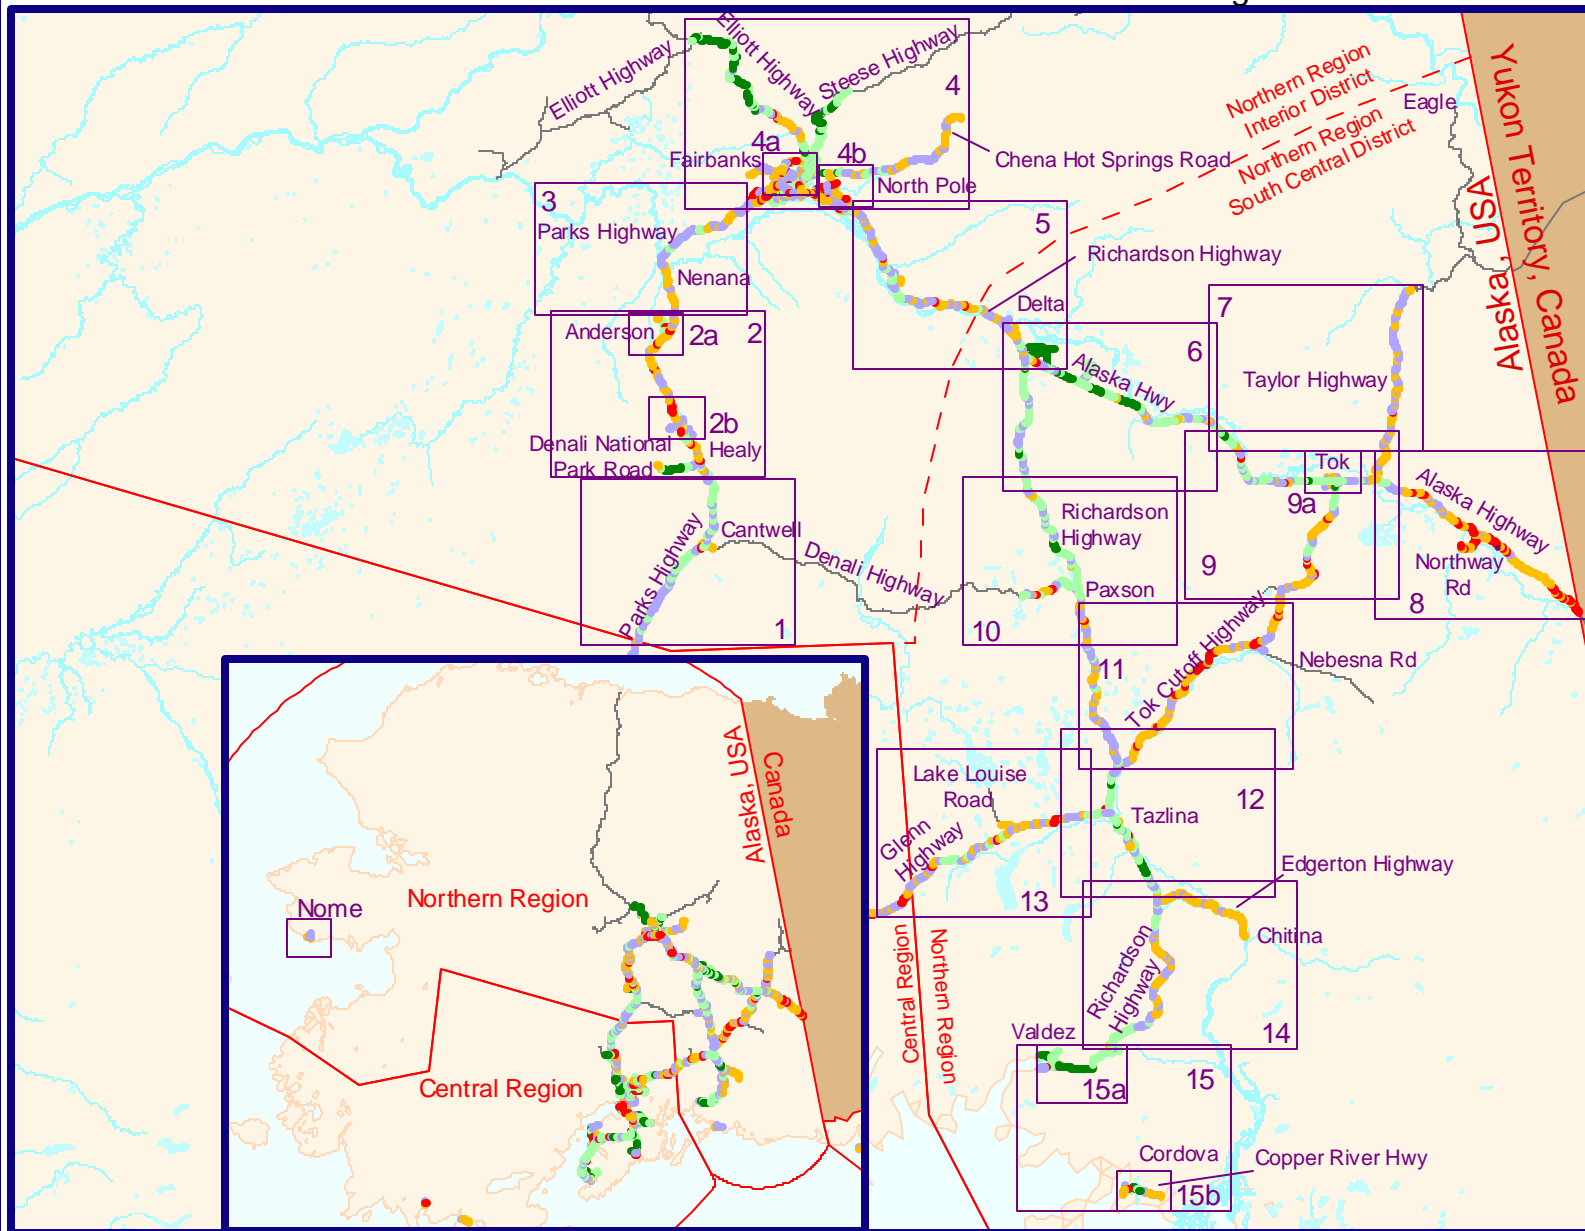 g
Elliott Highway
Elliott Highway
Steese Highway
4
Northern Region
Interior District
Northern Region
South Central District
Eagle
Yukon Territory, Canada
Alaska, USA
4a
4b
Fairbanks
Chena Hot Springs Road
North Pole
3
Parks Highway
5
Nenana
Richardson Highway
Delta
7
Anderson
2a
2
6
Alaska Hwy
Taylor Highway
2b
Denali National
Park Road
Healy
Tok
9a
Alaska Highway
Richardson
Highway
Cantwell
Parks Highway
Denali Highway
Northway
Rd
9
8
Paxson
1
10
11
Tok Cutoff Highway
Nebesna Rd
Alaska, USA
Canada
Lake Louise
Road
12
Tazlina
Glenn
Highway
Edgerton Highway
13
Northern Region
Nome
Central Region
Northern Region
Chitina
Richardson
Highway
14
Valdez
Central Region
15a
15
Cordova
Copper River Hwy
15b